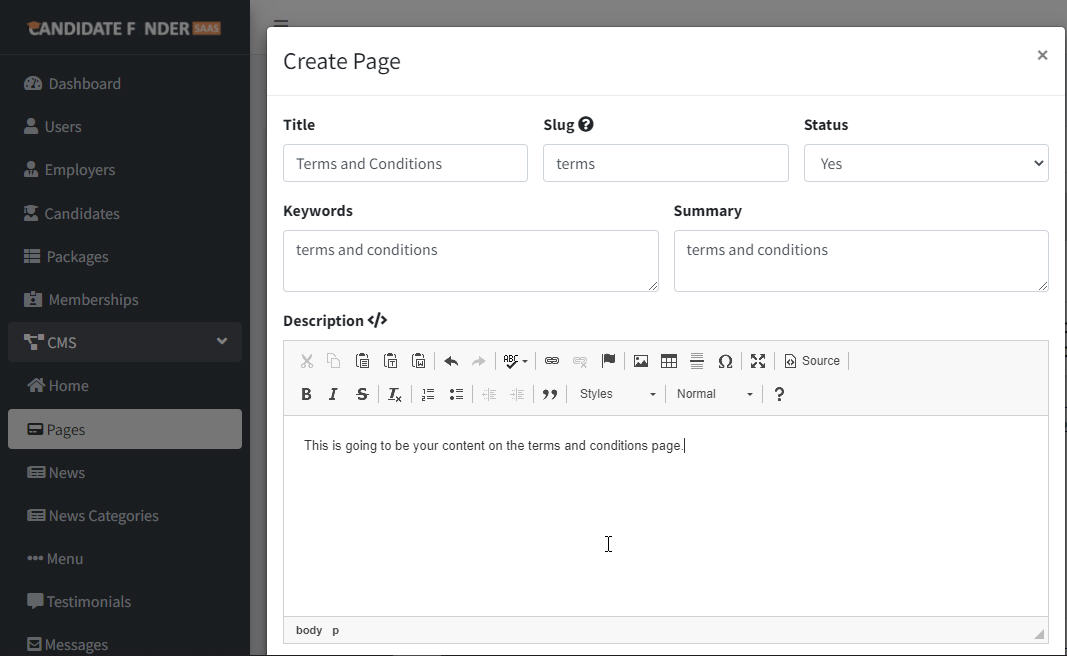 CANDIDATE F NDER SAAS
Dashboard
Users
Employers
Candidates
Packages
Memberships
CMS
Home
Pages
News
News Categories
Menu
Testimonials
Messages
Create Page ×
Title Slug ? Status
Terms and Conditions terms Yes
Keywords Summary
terms and conditions terms and conditions
Description </>
ABC Ω Source
B I S Tx Styles Normal ?
This is going to be your content on the terms and conditions page.
body p